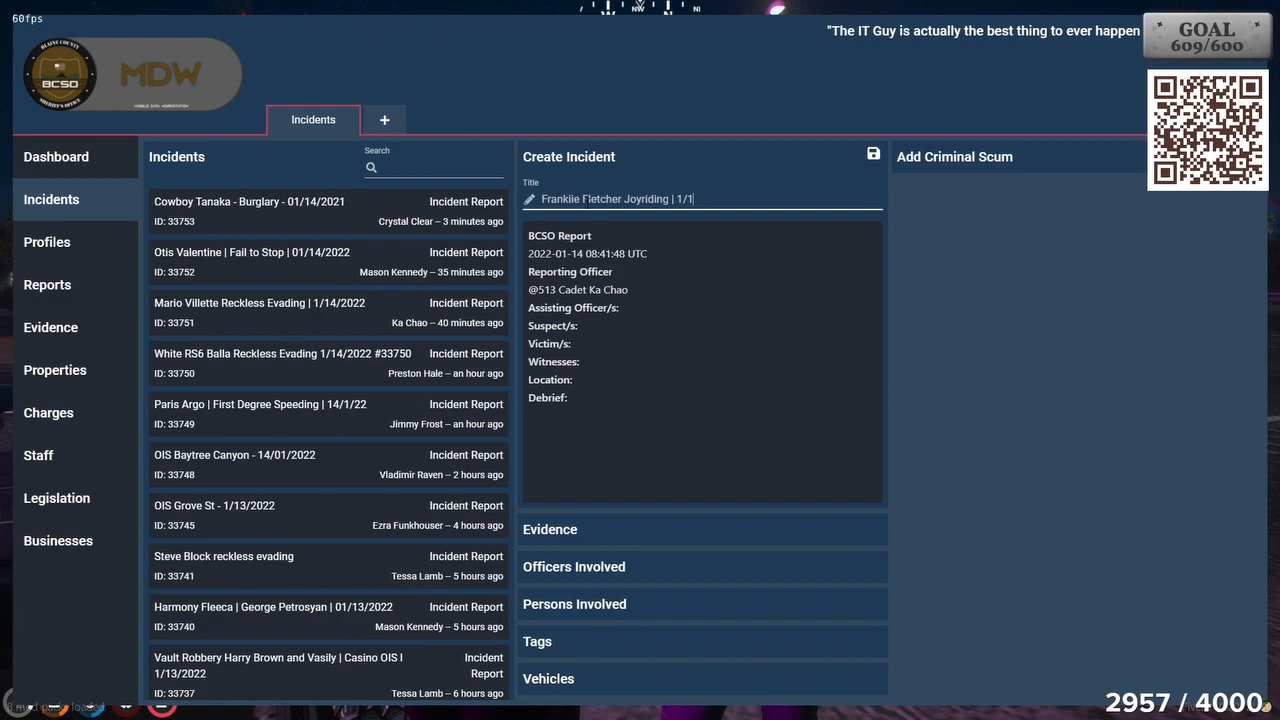 60fps
NW
"The IT Guy is actually the best thing to ever happen
GOAL
609/600
BLAINE COUNTY
BCSO
SHERIFF'S OFFICE
MDW
MOBILE DATA WORKSTATION
Incidents
+
Dashboard
Incidents
Profiles
Reports
Evidence
Properties
Charges
Staff
Legislation
Businesses
Incidents
Search
Cowboy Tanaka - Burglary - 01/14/2021
Incident Report
ID: 33753
Crystal Clear – 3 minutes ago
Otis Valentine | Fail to Stop | 01/14/2022
Incident Report
ID: 33752
Mason Kennedy – 35 minutes ago
Mario Villette Reckless Evading | 1/14/2022
Incident Report
ID: 33751
Ka Chao – 40 minutes ago
White RS6 Balla Reckless Evading 1/14/2022 #33750
Incident Report
ID: 33750
Preston Hale – an hour ago
Paris Argo | First Degree Speeding | 14/1/22
Incident Report
ID: 33749
Jimmy Frost – an hour ago
OIS Baytree Canyon - 14/01/2022
Incident Report
ID: 33748
Vladimir Raven – 2 hours ago
OIS Grove St - 1/13/2022
Incident Report
ID: 33745
Ezra Funkhouser – 4 hours ago
Steve Block reckless evading
Incident Report
ID: 33741
Tessa Lamb – 5 hours ago
Harmony Fleeca | George Petrosyan | 01/13/2022
Incident Report
ID: 33740
Mason Kennedy – 5 hours ago
Vault Robbery Harry Brown and Vasily | Casino OIS I
1/13/2022
Incident
Report
ID: 33737
Tessa Lamb – 6 hours ago
Create Incident
Title
Frankiie Fletcher Joyriding | 1/1
BCSO Report
2022-01-14 08:41:48 UTC
Reporting Officer
@513 Cadet Ka Chao
Assisting Officer/s:
Suspect/s:
Victim/s:
Witnesses:
Location:
Debrief:
Evidence
Officers Involved
Persons Involved
Tags
Vehicles
Add Criminal Scum
2957 / 4000